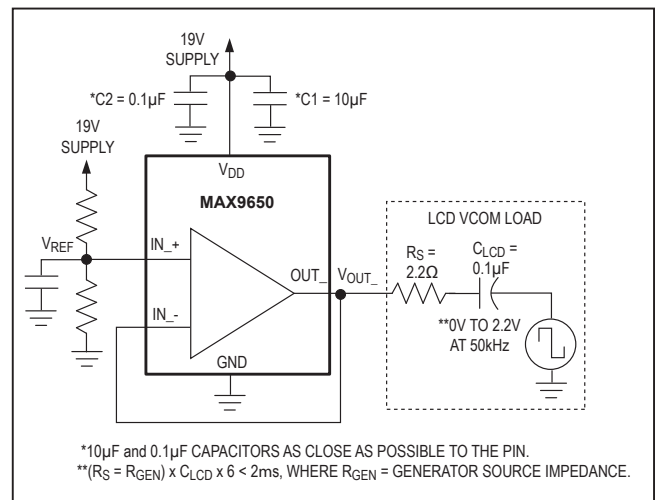 19V
SUPPLY
*C2 = 0.1µF
*C1 = 10µF
19V
SUPPLY
VDD
MAX9650
LCD VCOM LOAD
VREF
IN_+
OUT_
VOUT_
RS =
2.2Ω
CLCD =
0.1µF
IN_-
**0V TO 2.2V
AT 50kHz
GND
*10µF and 0.1µF CAPACITORS AS CLOSE AS POSSIBLE TO THE PIN.
**(RS = RGEN) x CLCD x 6 < 2ms, WHERE RGEN = GENERATOR SOURCE IMPEDANCE.